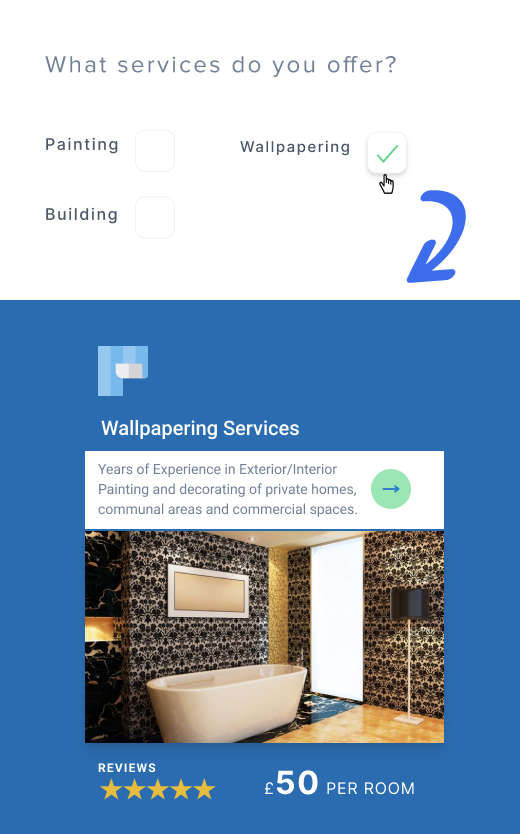 What services do you offer?
Painting
Wallpapering
Building
Wallpapering Services
Years of Experience in Exterior/Interior
Painting and decorating of private homes,
communal areas and commercial spaces.
REVIEWS
£50 PER ROOM